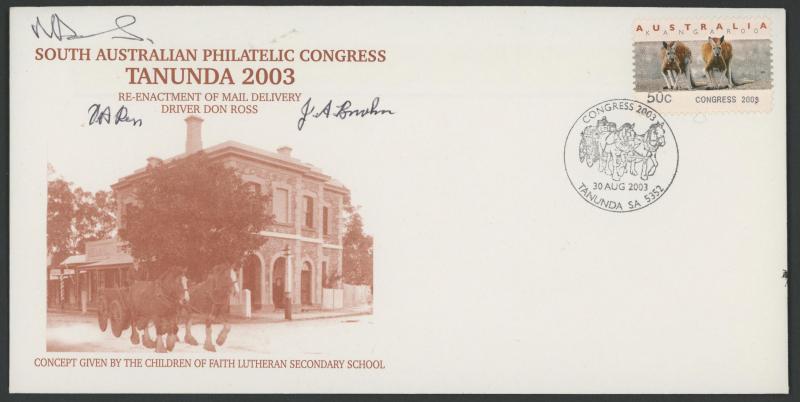 SOUTH AUSTRALIAN PHILATELIC CONGRESS
TANUNDA 2003
RE-ENACTMENT OF MAIL DELIVERY
DRIVER DON ROSS
CONCEPT GIVEN BY THE CHILDREN OF FAITH LUTHERAN SECONDARY SCHOOL
AUSTRALIA
KANGAROO
50c CONGRESS 2003
CONGRESS 2003
30 AUG 2003
TANUNDA SA 5352